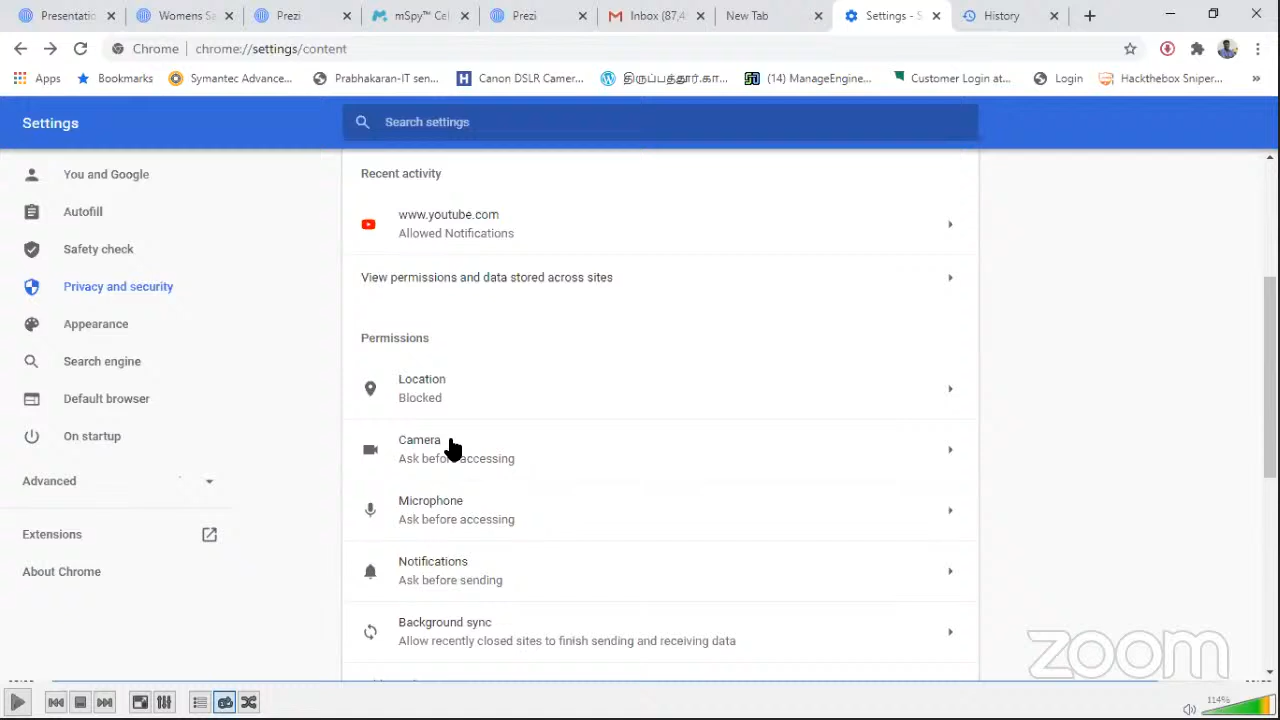 Presentatio
Womens Sa
Prezi
mSpy™ Cel
Prezi
Inbox (87,4
New Tab
Settings - S
History
Chrome | chrome://settings/content
Apps
Bookmarks
Symantec Advance...
Prabhakaran-IT sen...
Canon DSLR Camer...
திருப்பத்தூர்.கா...
(14) ManageEngine...
Customer Login at...
Login
Hackthebox Sniper...
»
Settings
Search settings
You and Google
Autofill
Safety check
Privacy and security
Appearance
Search engine
Default browser
On startup
Advanced
Extensions
About Chrome
Recent activity
www.youtube.com
Allowed Notifications
View permissions and data stored across sites
Permissions
Location
Blocked
Camera
Ask before accessing
Microphone
Ask before accessing
Notifications
Ask before sending
Background sync
Allow recently closed sites to finish sending and receiving data
zoom
114%